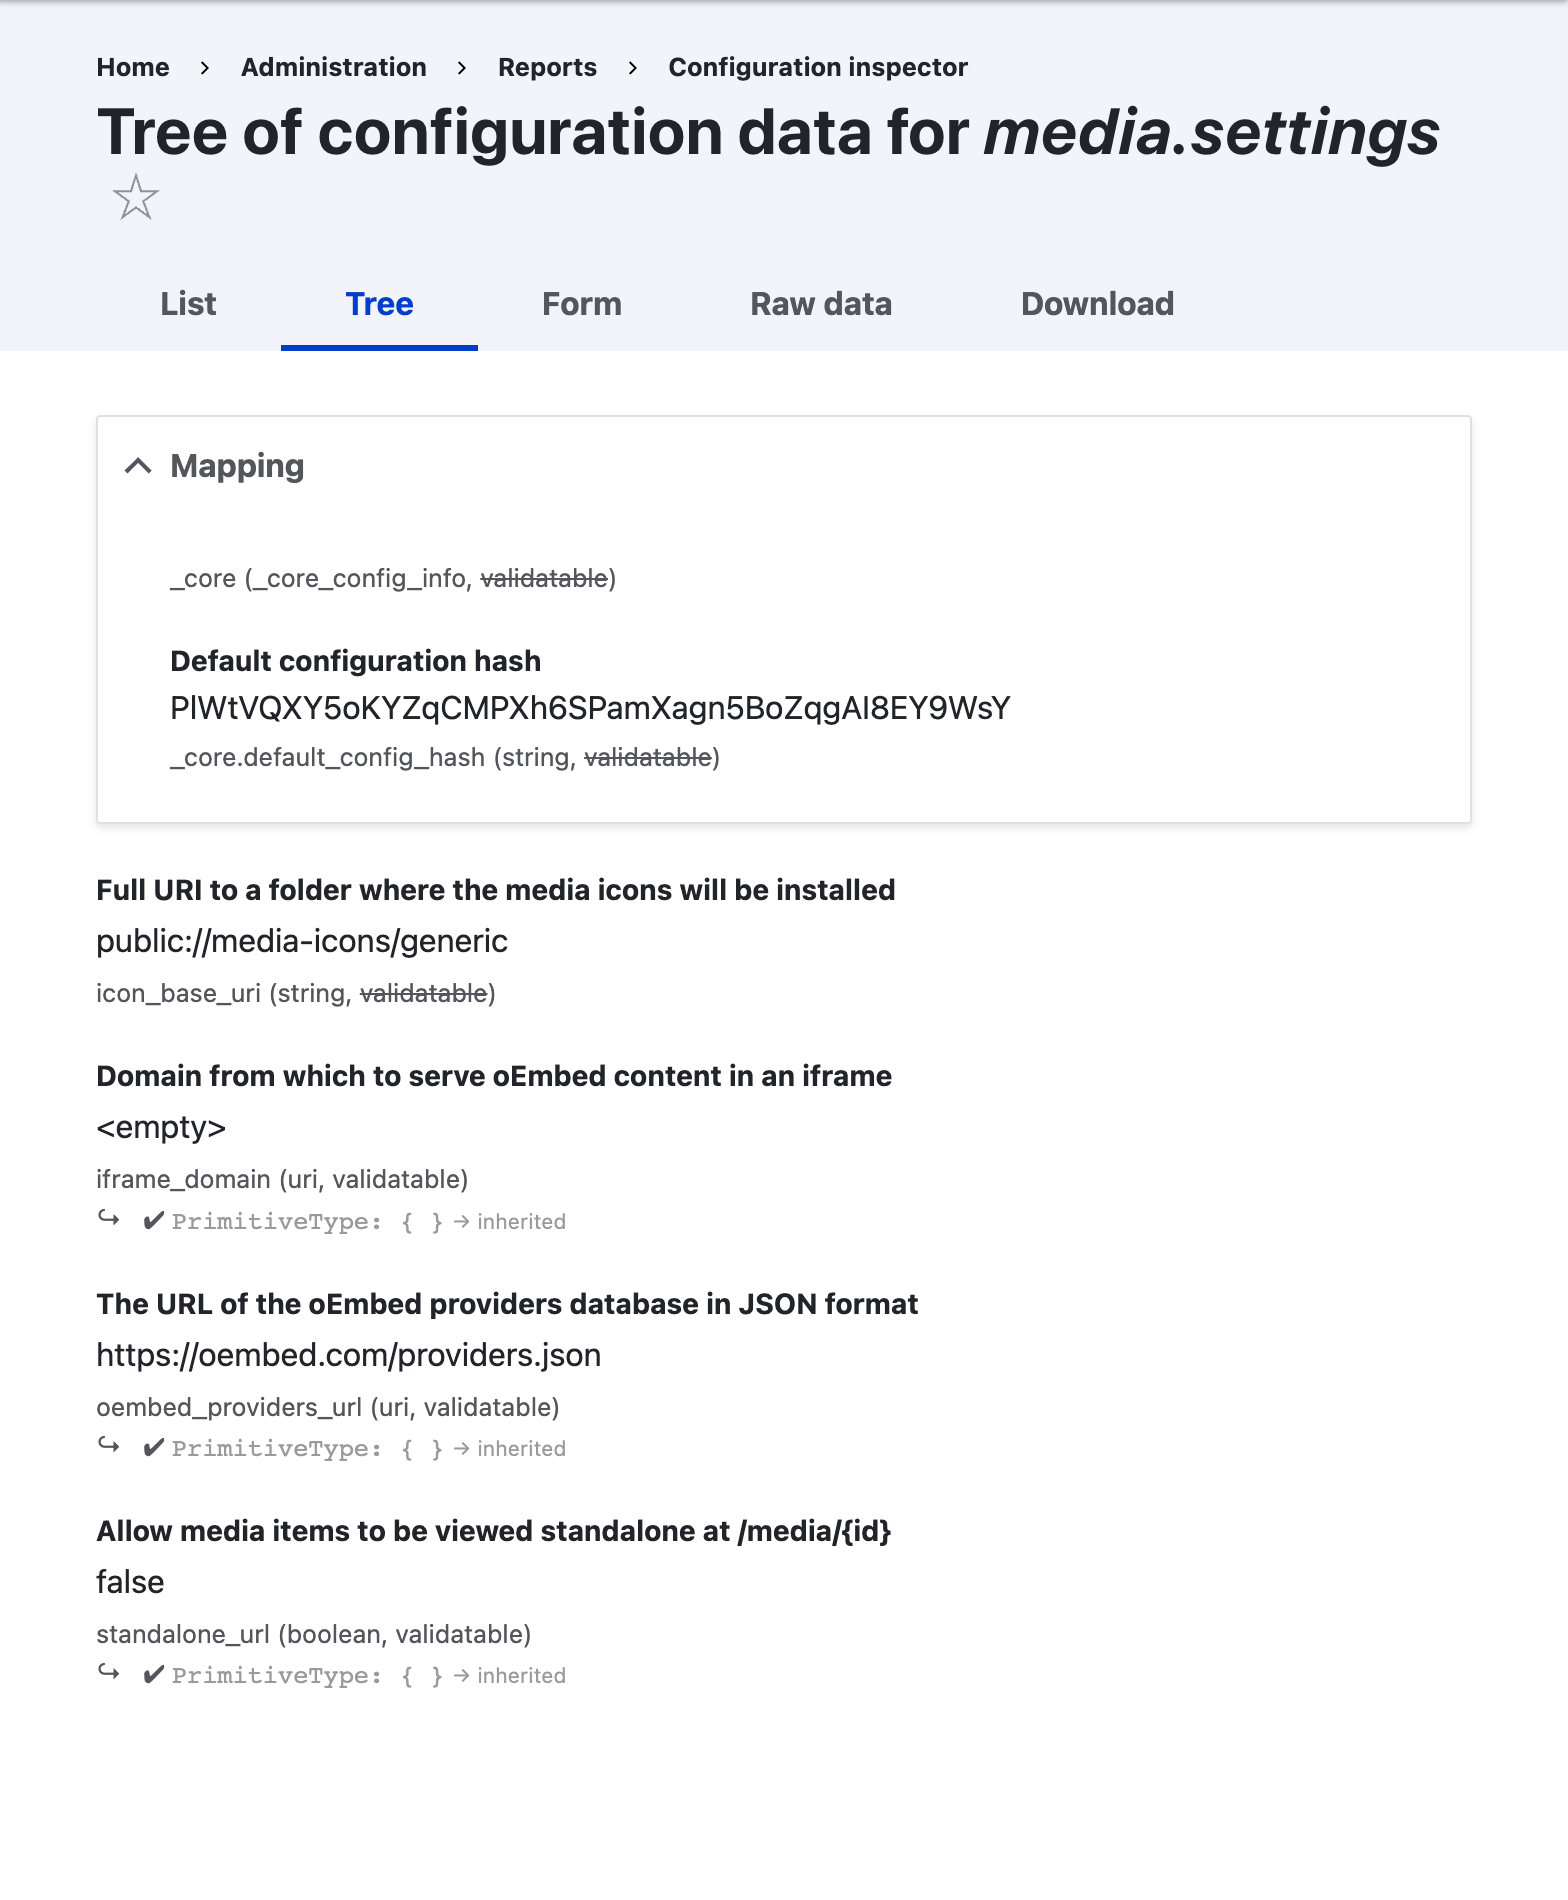 Home > Administration > Reports > Configuration inspector
Tree of configuration data for media.settings
List Tree Form Raw data Download
Mapping
_core (_core_config_info, validatable)
Default configuration hash
PlWtVQXY5oKYZqCMPXh6SPamXagn5BoZqgAI8EY9WsY
_core.default_config_hash (string, validatable)
Full URI to a folder where the media icons will be installed
public://media-icons/generic
icon_base_uri (string, validatable)
Domain from which to serve oEmbed content in an iframe
<empty>
iframe_domain (uri, validatable)
↪ ✔ PrimitiveType: { } → inherited
The URL of the oEmbed providers database in JSON format
https://oembed.com/providers.json
oembed_providers_url (uri, validatable)
↪ ✔ PrimitiveType: { } → inherited
Allow media items to be viewed standalone at /media/{id}
false
standalone_url (boolean, validatable)
↪ ✔ PrimitiveType: { } → inherited